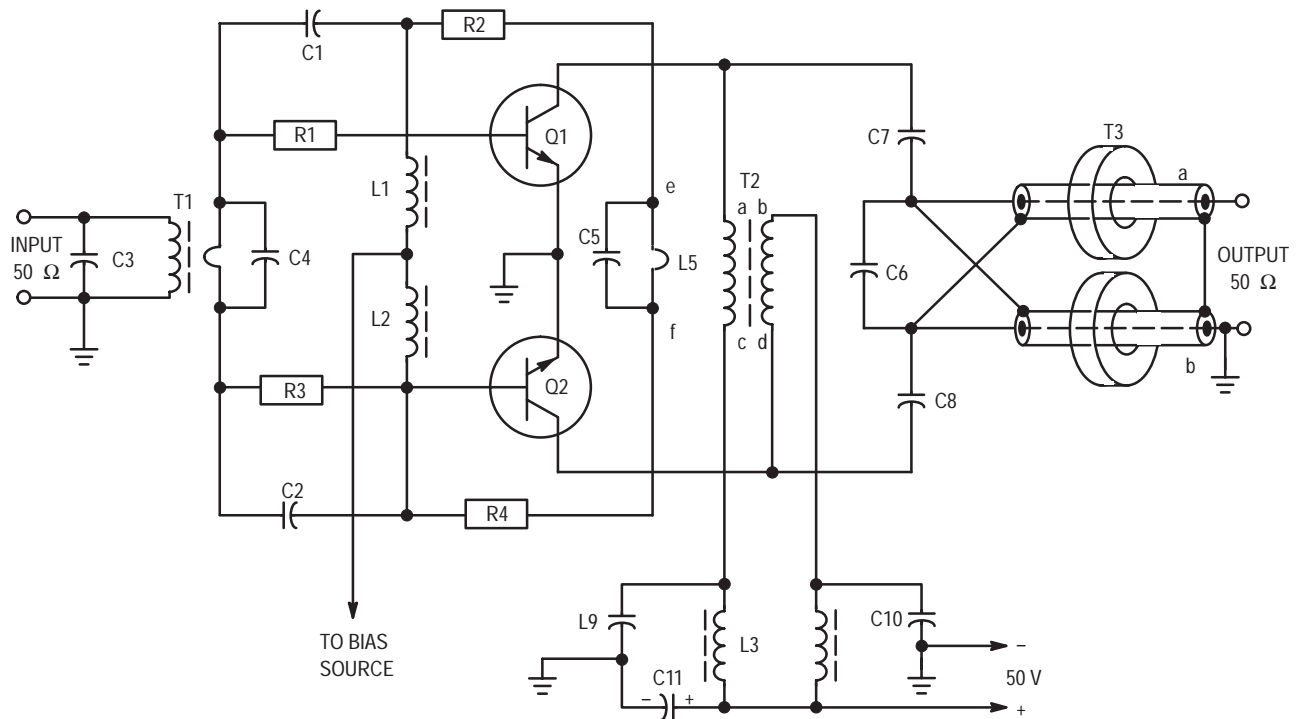 C1
R2
R1
Q1
C7
T3
a
T1
L1
e
T2
a b
INPUT
50 Ω
C3
C4
C5
L5
C6
OUTPUT
50 Ω
L2
f
c d
b
R3
Q2
C8
C2
R4
L9
L3
C10
–
TO BIAS
SOURCE
C11
50 V
– +
+